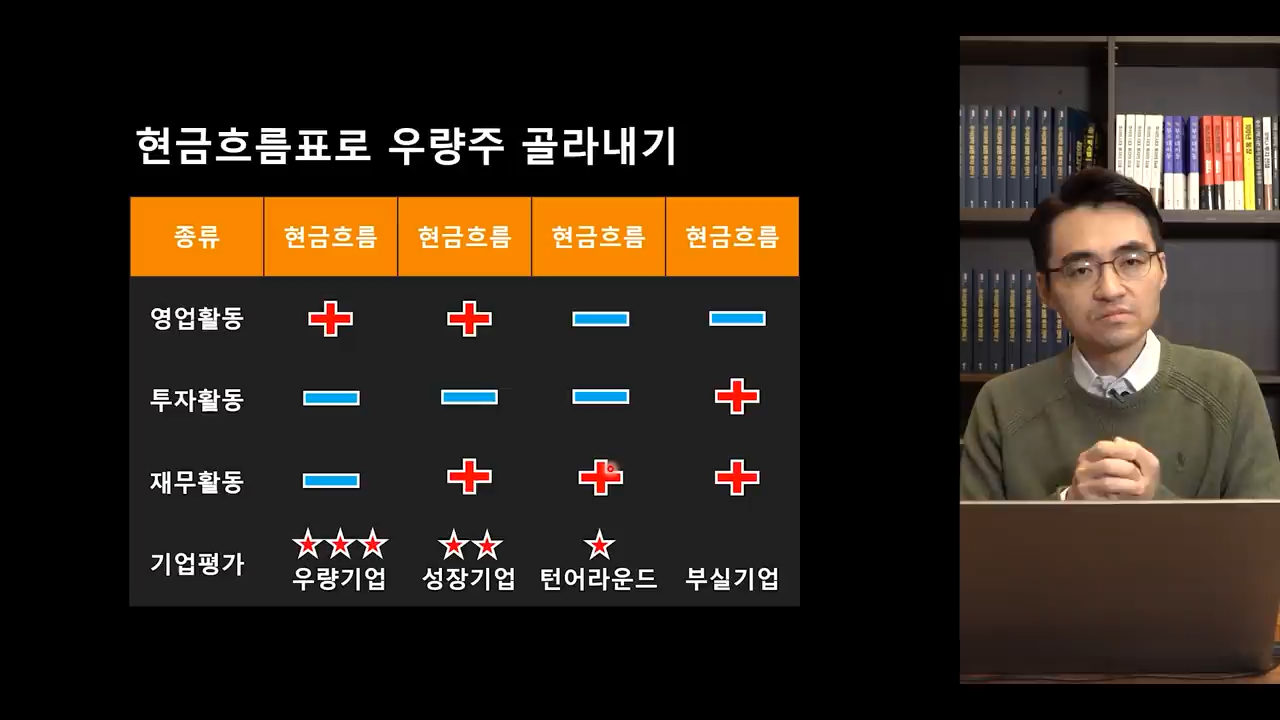 현금흐름표로 우량주 골라내기
종류 현금흐름 현금흐름 현금흐름 현금흐름
영업활동
투자활동
재무활동
기업평가
우량기업 성장기업 턴어라운드 부실기업